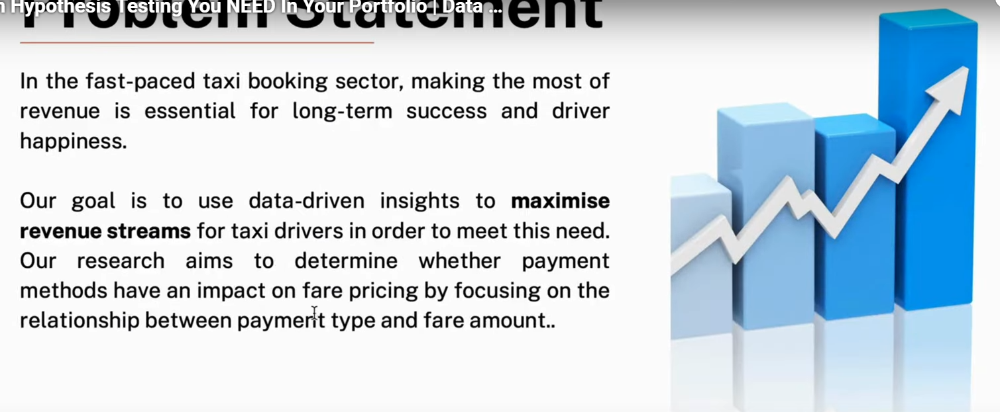 n Hypothesis Testing You NEED In Your Portfolio | Data ...
Problem Statement
In the fast-paced taxi booking sector, making the most of
revenue is essential for long-term success and driver
happiness.
Our goal is to use data-driven insights to maximise
revenue streams for taxi drivers in order to meet this need.
Our research aims to determine whether payment
methods have an impact on fare pricing by focusing on the
relationship between payment type and fare amount..